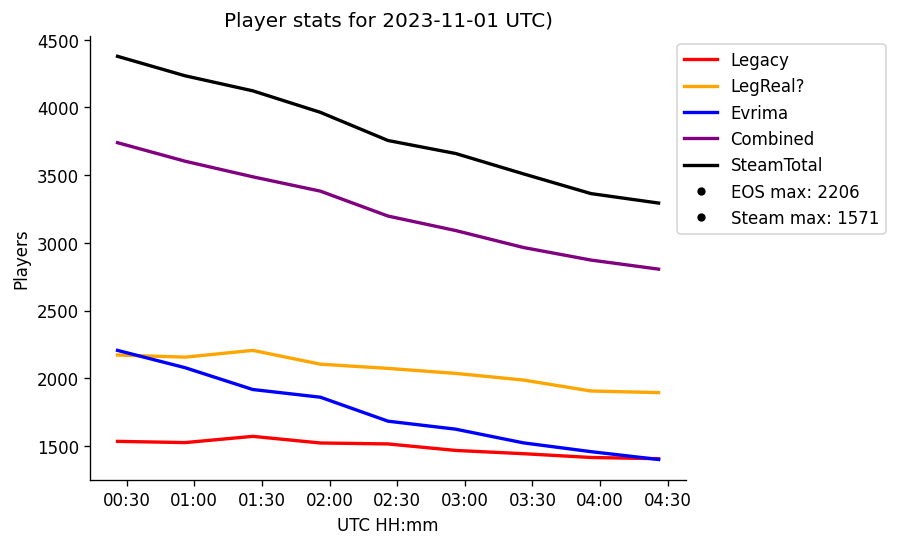 Player stats for 2023-11-01 UTC)
4500
4000
3500
3000
2500
2000
1500
Players
00:30 01:00 01:30 02:00 02:30 03:00 03:30 04:00 04:30
UTC HH:mm
Legacy
LegReal?
Evrima
Combined
SteamTotal
EOS max: 2206
Steam max: 1571